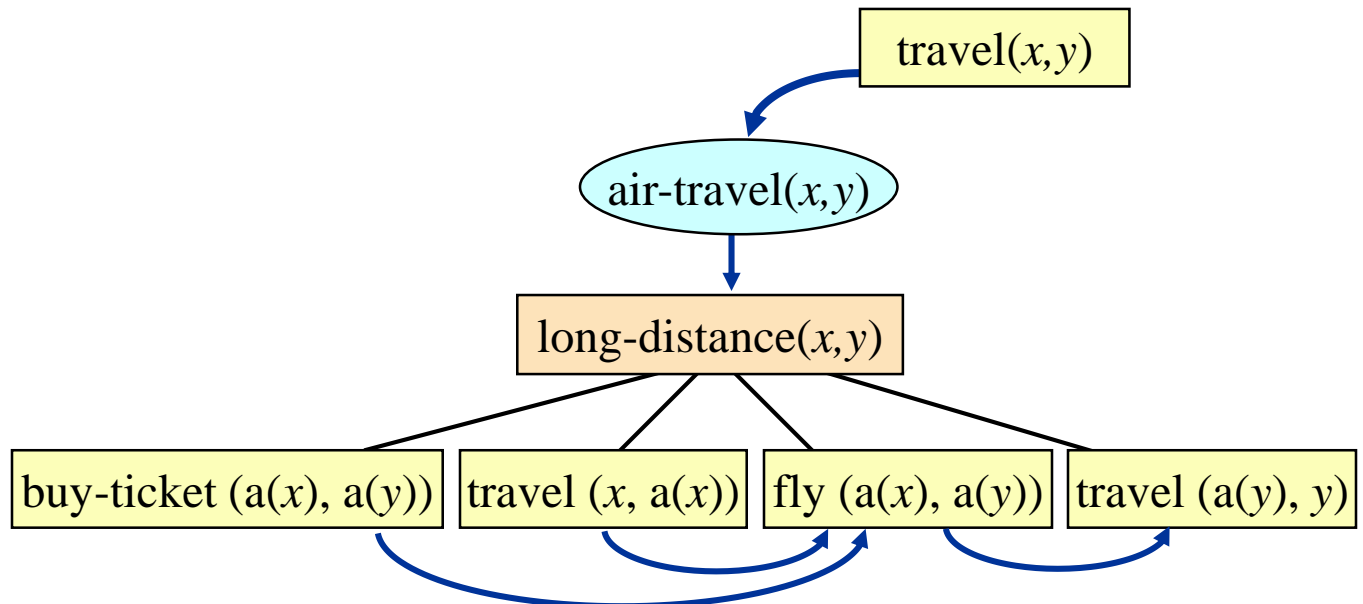 travel(x,y)
air-travel(x,y)
long-distance(x,y)
buy-ticket (a(x), a(y))
travel (x, a(x))
fly (a(x), a(y))
travel (a(y), y)